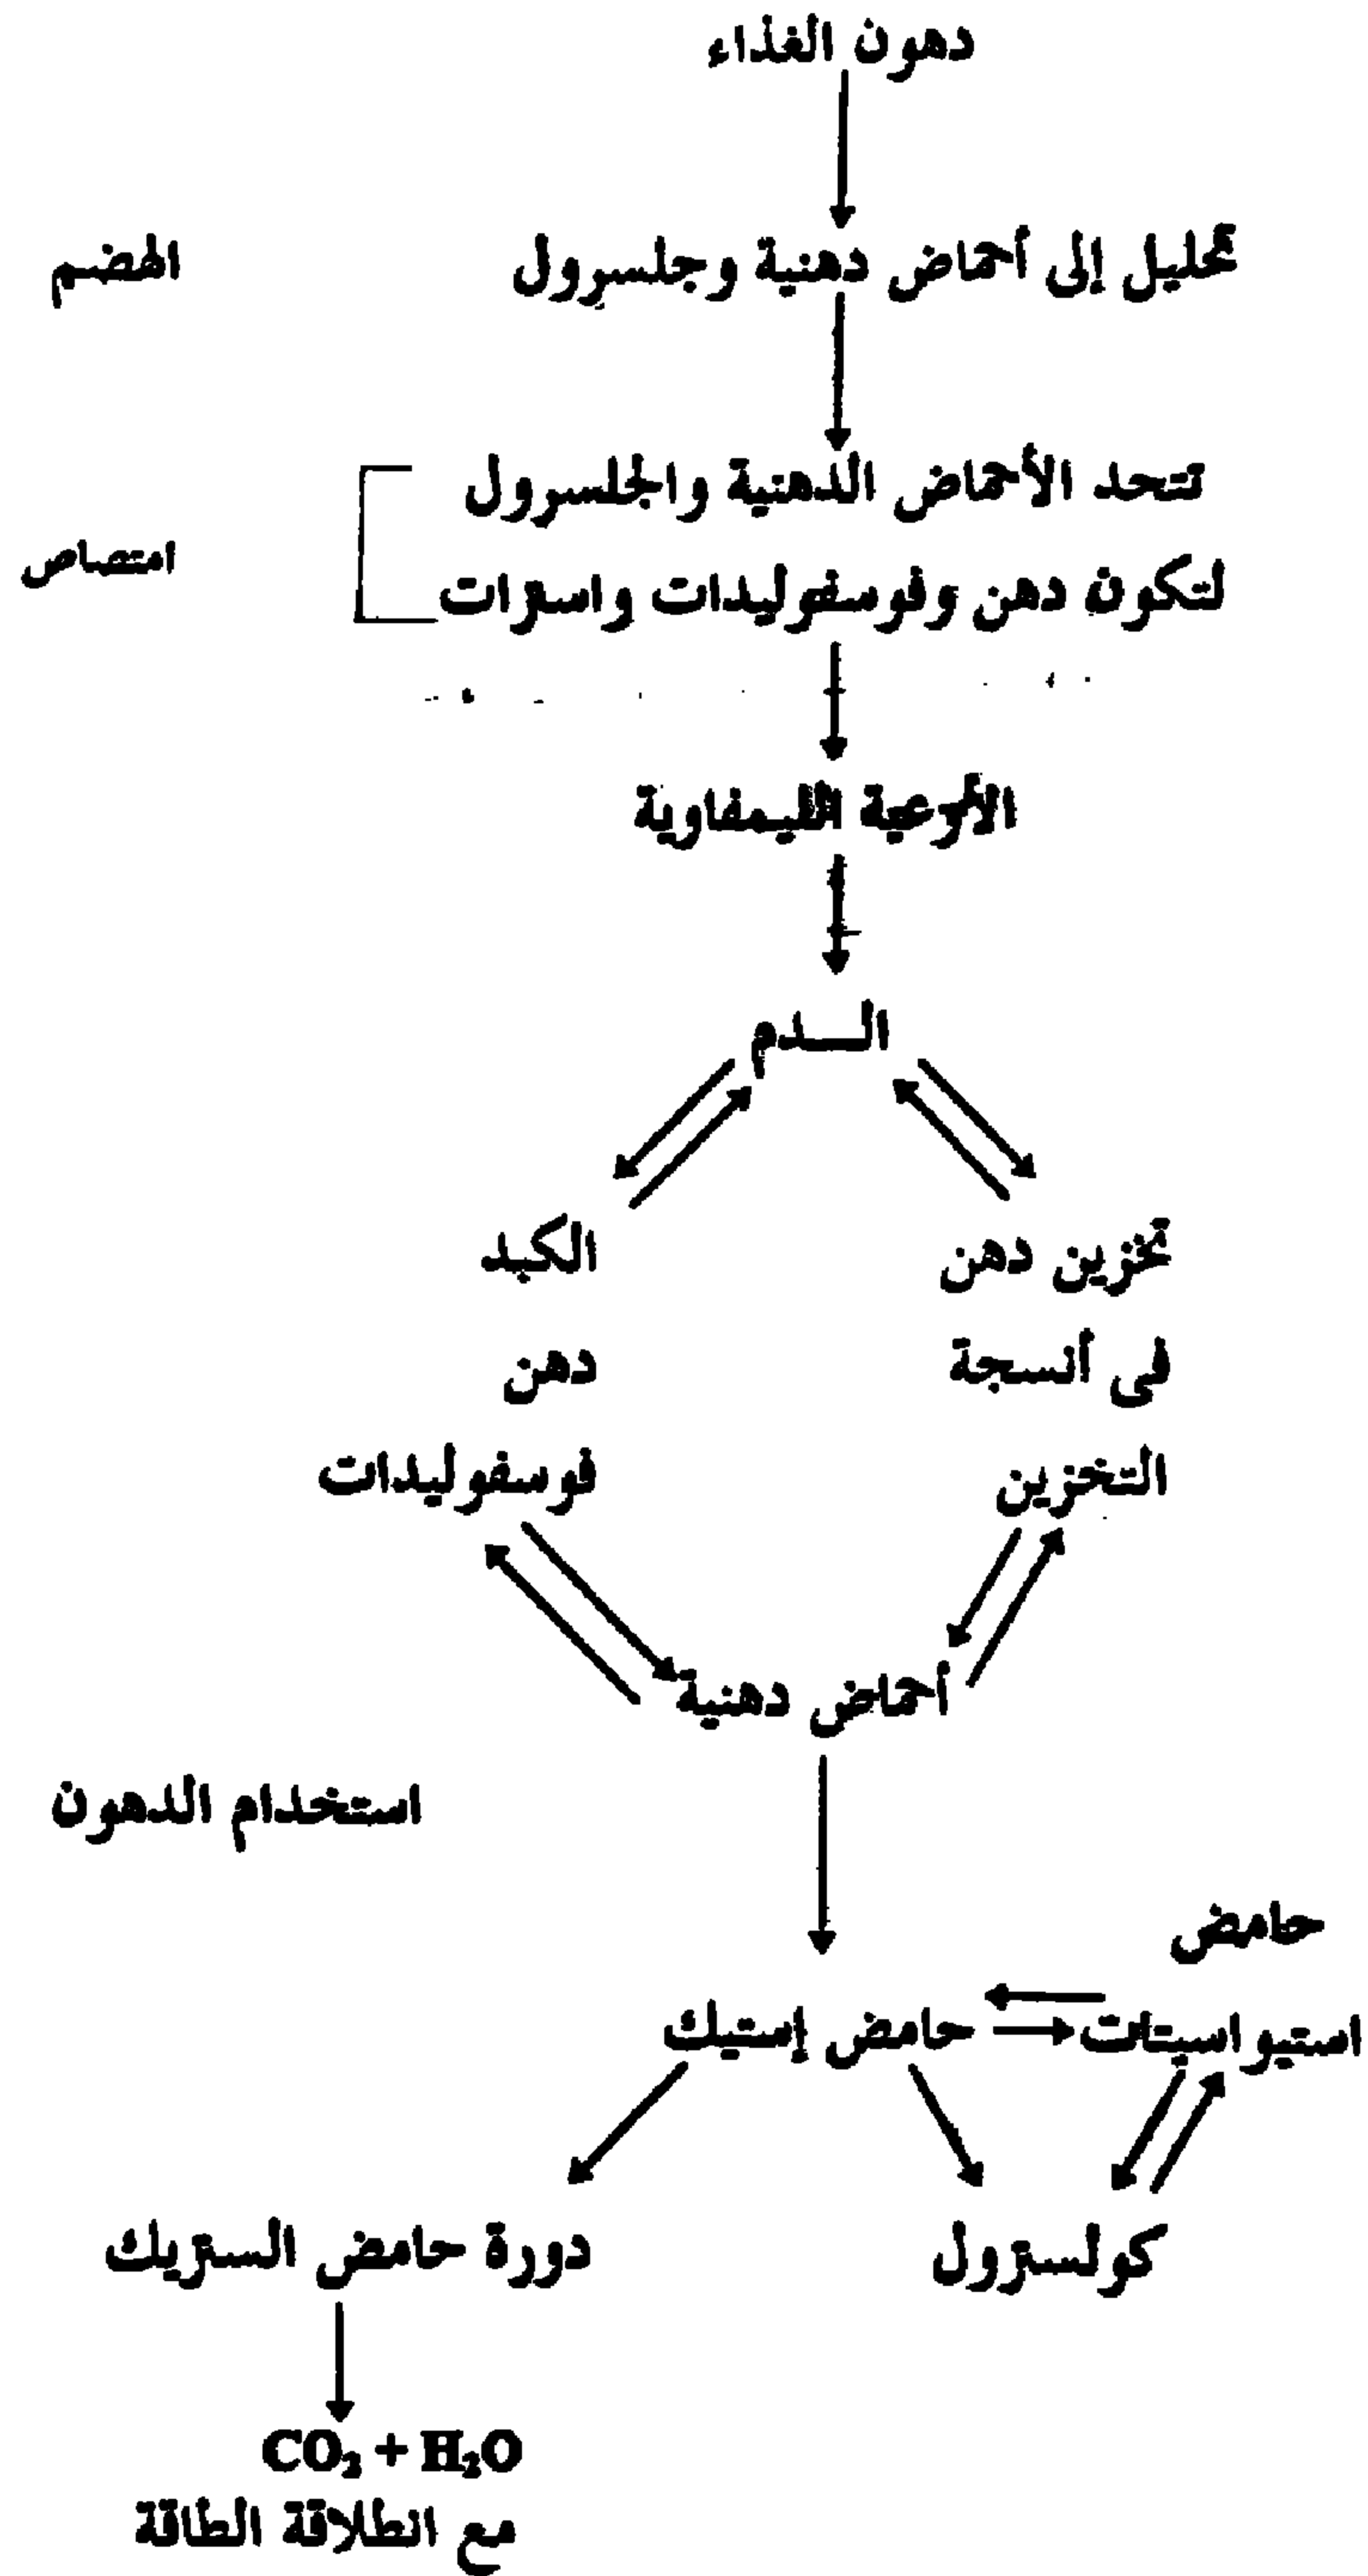 دهون الغذاء
تحليل إلى أحماض دهنية وجلسرول
الهضم
تتحد الأحماض الدهنية والجلسرول
امتصاص
لتكون دهن وفوسفوليدات واسترات
الأوعية الليمفاوية
الــدم
تخزين دهن
الكبد
فى أنسجة
دهن
التخزين
فوسفوليدات
أحماض دهنية
استخدام الدهون
حامض
استيواسيتات
حامض إستيك
كولسترول
دورة حامض الستريك
CO₂ + H₂O
مع انطلاقة الطاقة